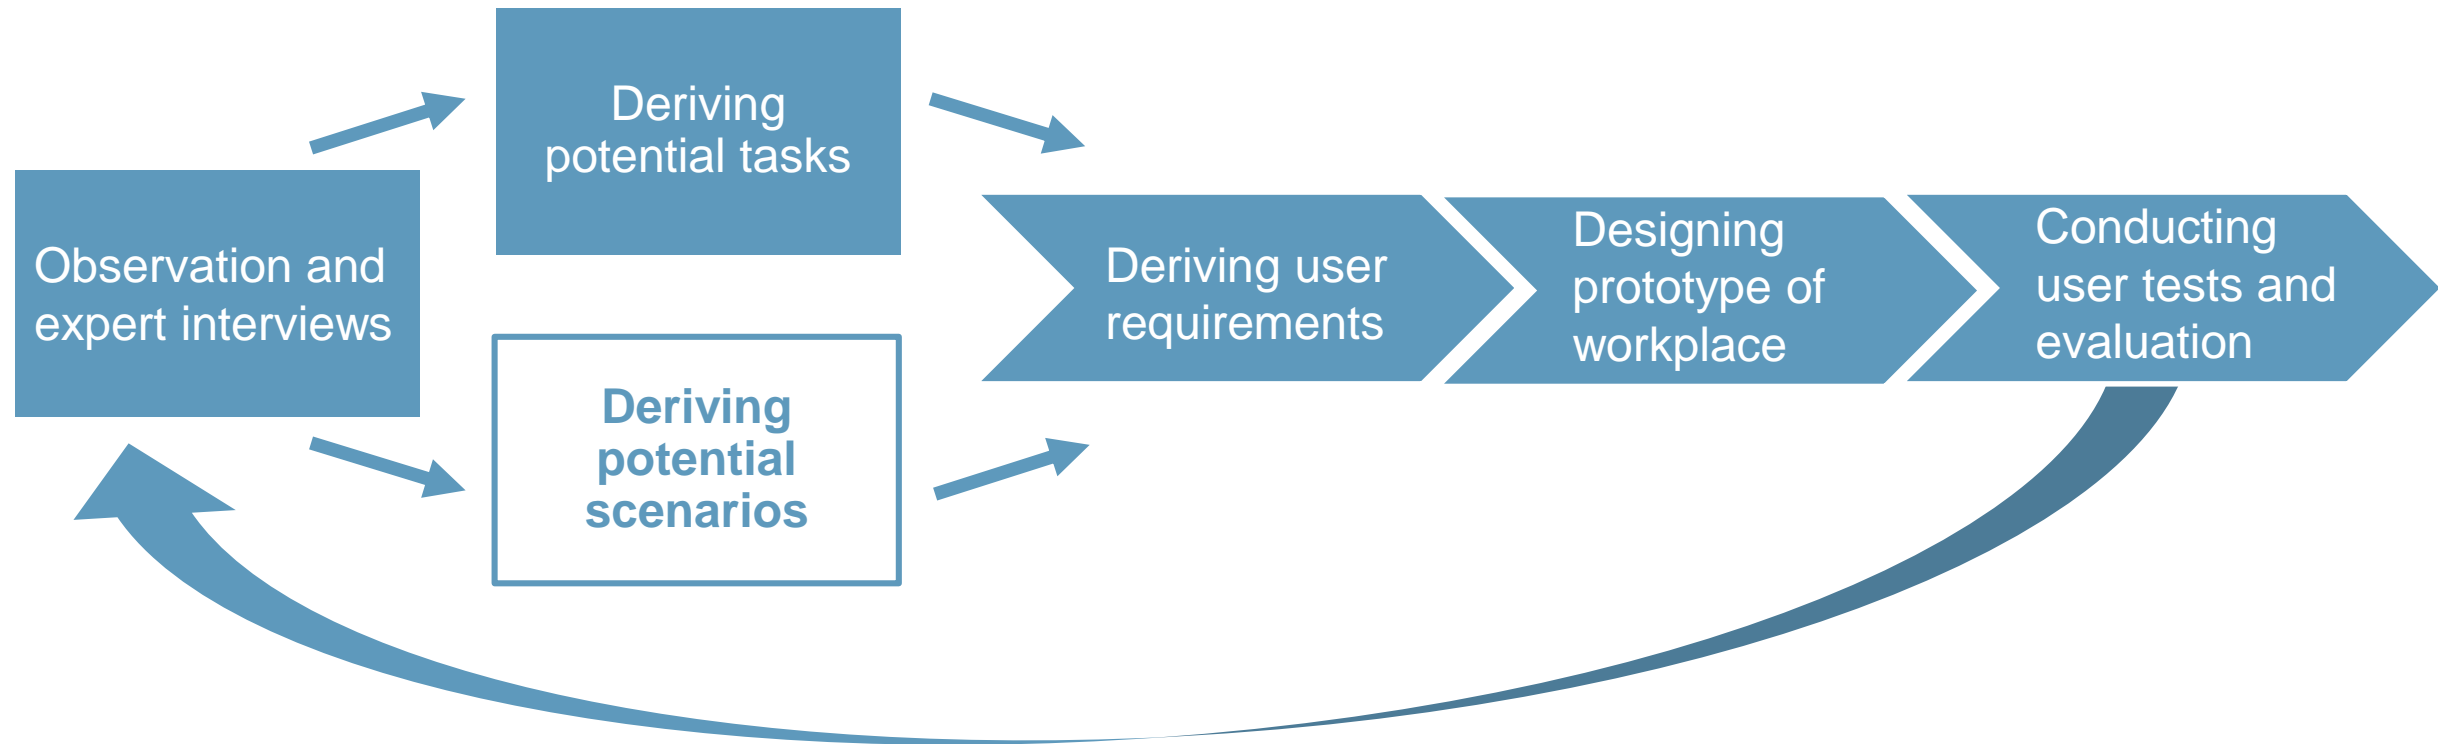 Observation and
expert interviews
Deriving
potential tasks
Deriving
potential
scenarios
Deriving user
requirements
Designing
prototype of
workplace
Conducting
user tests and
evaluation